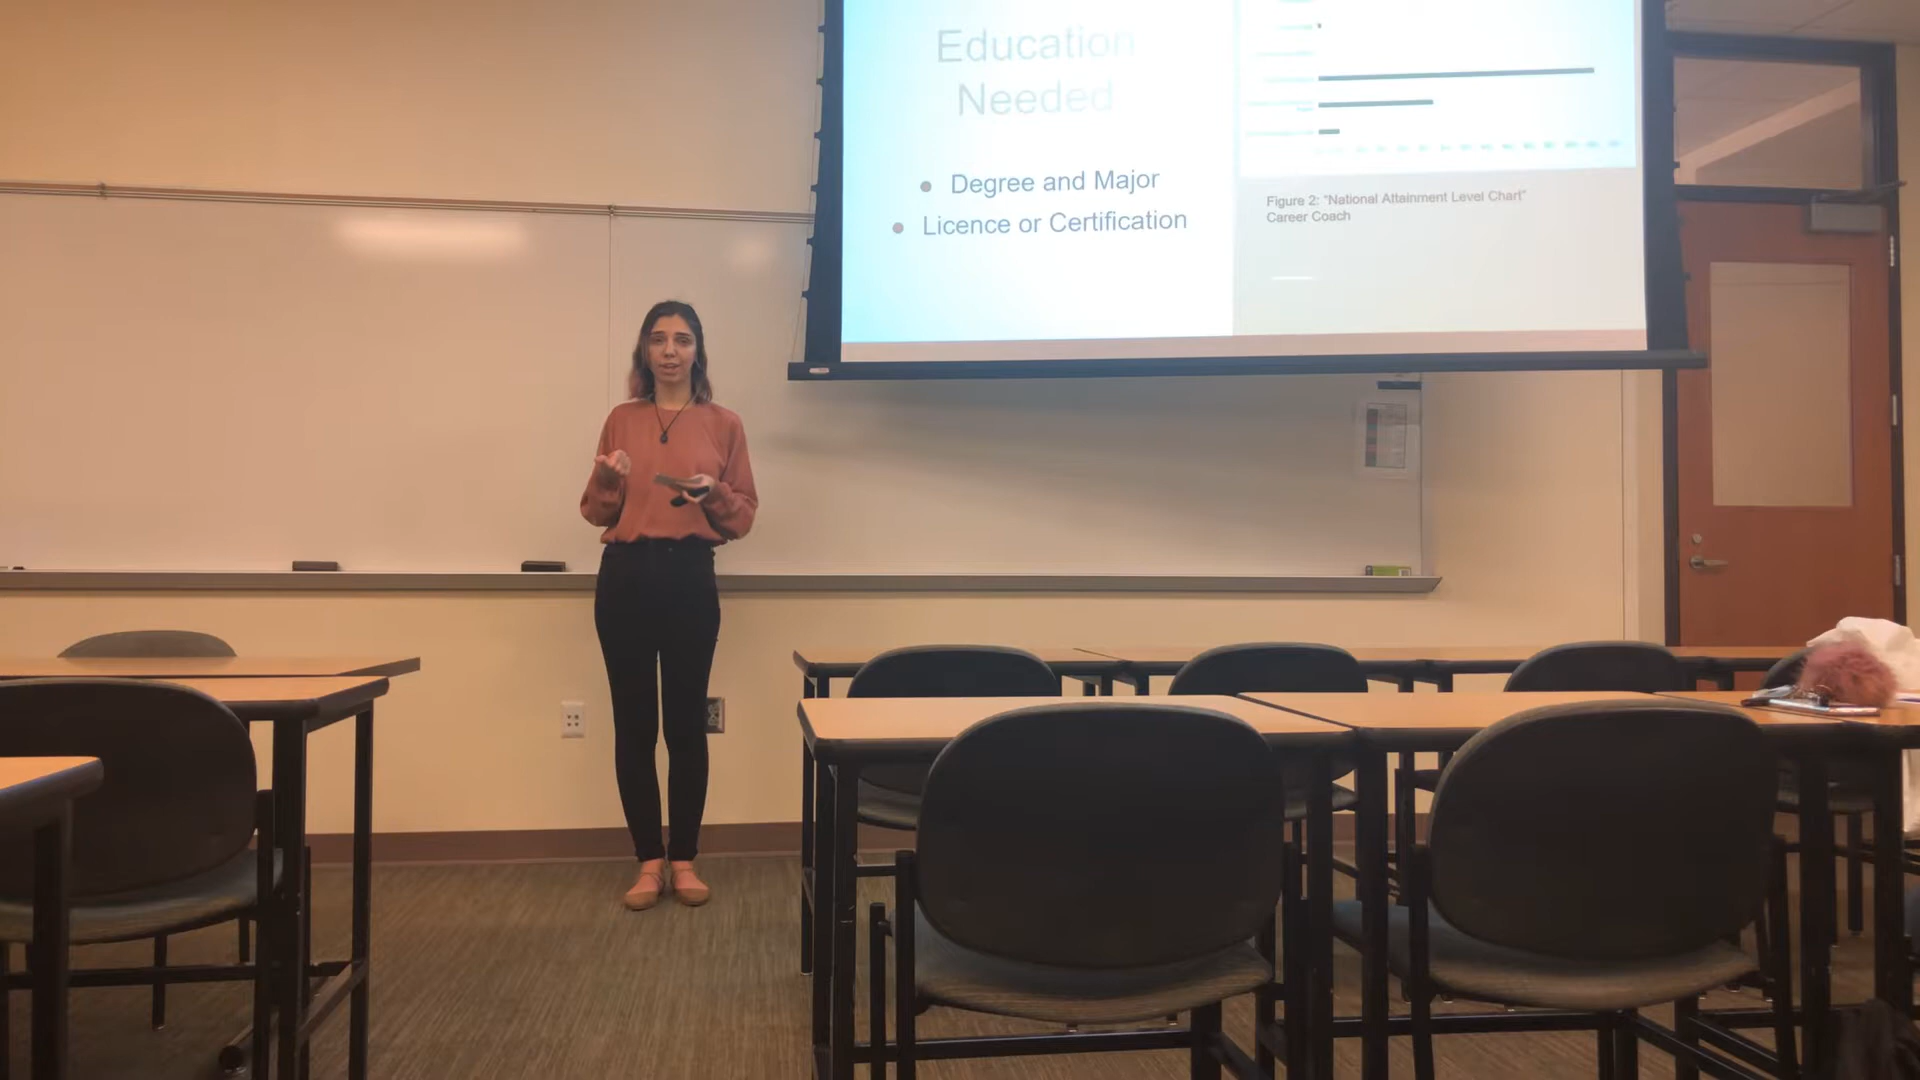 Education
Needed
Degree and Major
Licence or Certification
Figure 2: "National Attainment Level Chart"
Career Coach